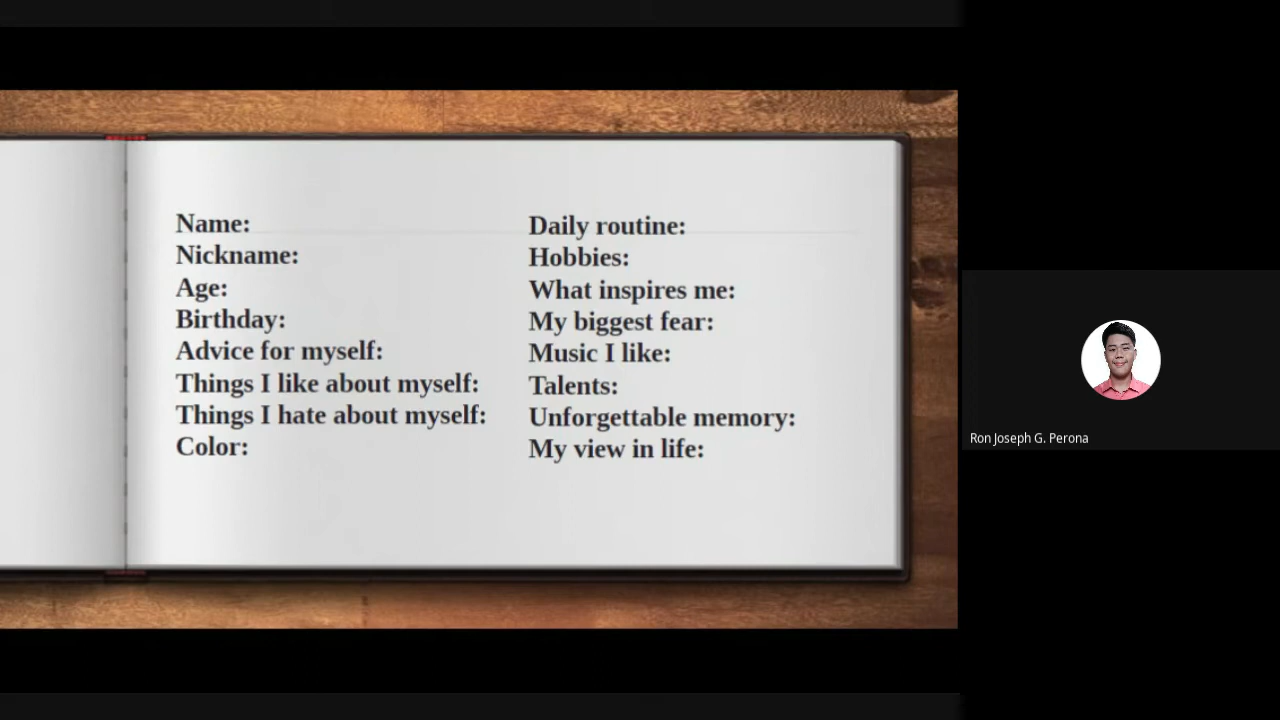 Name:
Nickname:
Age:
Birthday:
Advice for myself:
Things I like about myself:
Things I hate about myself:
Color:
Daily routine:
Hobbies:
What inspires me:
My biggest fear:
Music I like:
Talents:
Unforgettable memory:
My view in life:
Ron Joseph G. Perona